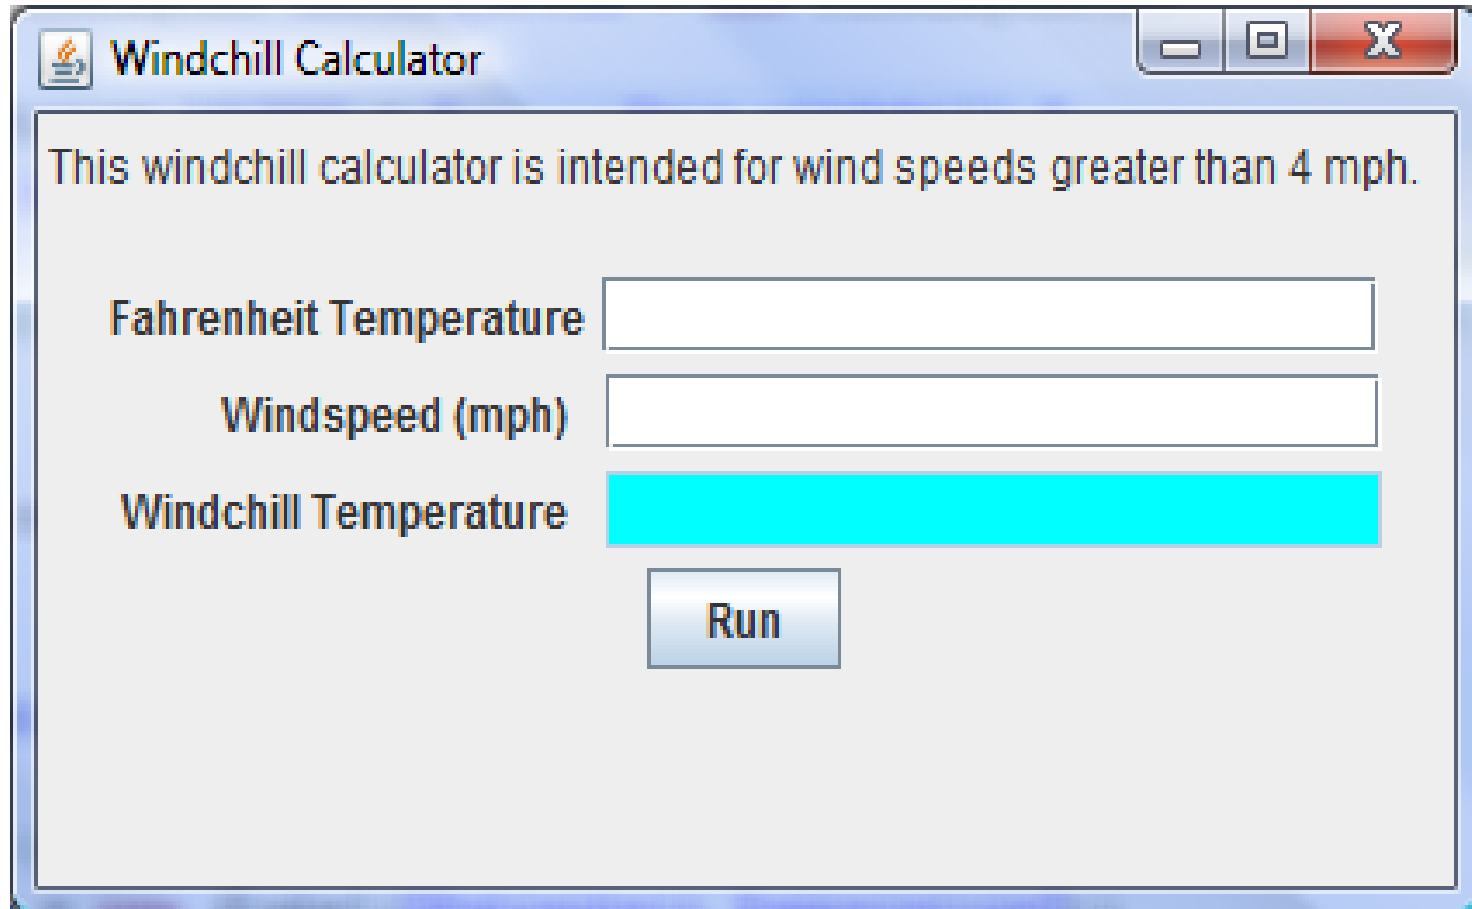 Windchill Calculator
This windchill calculator is intended for wind speeds greater than 4 mph.
Fahrenheit Temperature
Windspeed (mph)
Windchill Temperature
Run